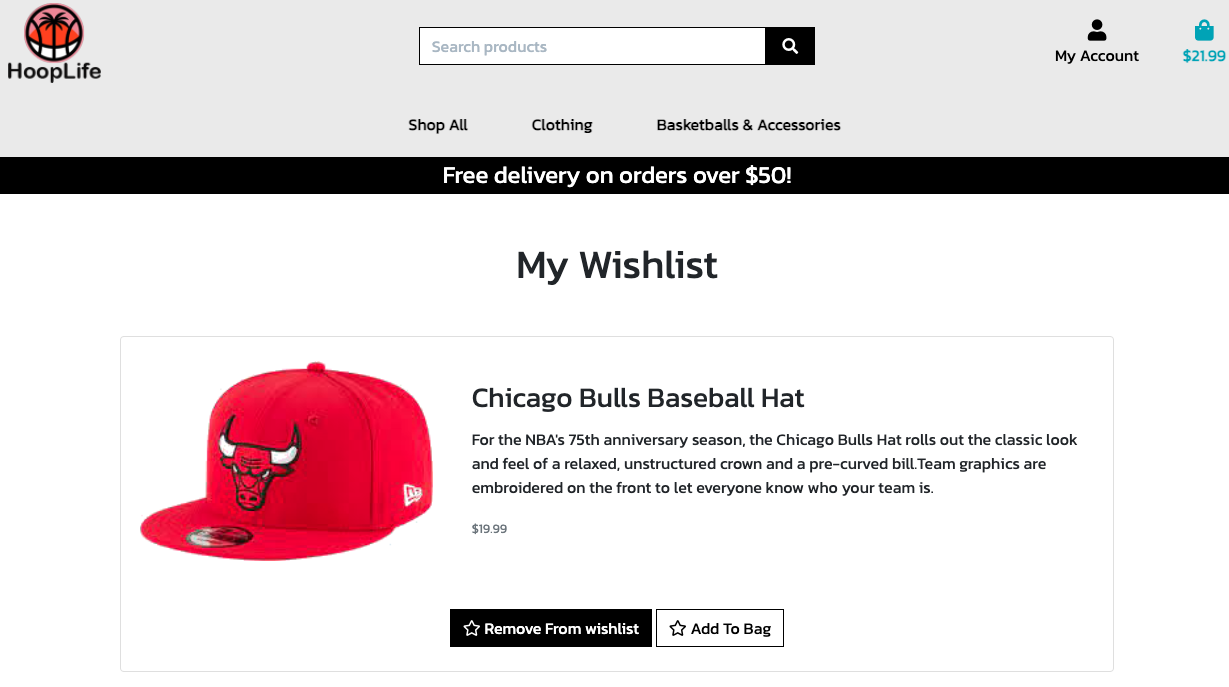 HoopLife
Search products
My Account
$21.99
Shop All
Clothing
Basketballs & Accessories
Free delivery on orders over $50!
My Wishlist
Chicago Bulls Baseball Hat
For the NBA's 75th anniversary season, the Chicago Bulls Hat rolls out the classic look
and feel of a relaxed, unstructured crown and a pre-curved bill.Team graphics are
embroidered on the front to let everyone know who your team is.
$19.99
Remove From wishlist
Add To Bag